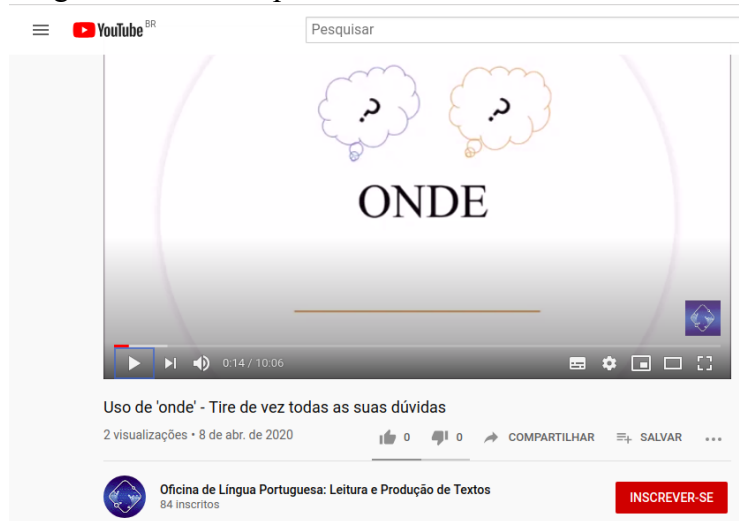 YouTube BR
Pesquisar
? ?
ONDE
0:14 / 10:06
Uso de 'onde' - Tire de vez todas as suas dúvidas
2 visualizações • 8 de abr. de 2020
0 0 COMPARTILHAR SALVAR
Oficina de Língua Portuguesa: Leitura e Produção de Textos
84 inscritos
INSCREVER-SE